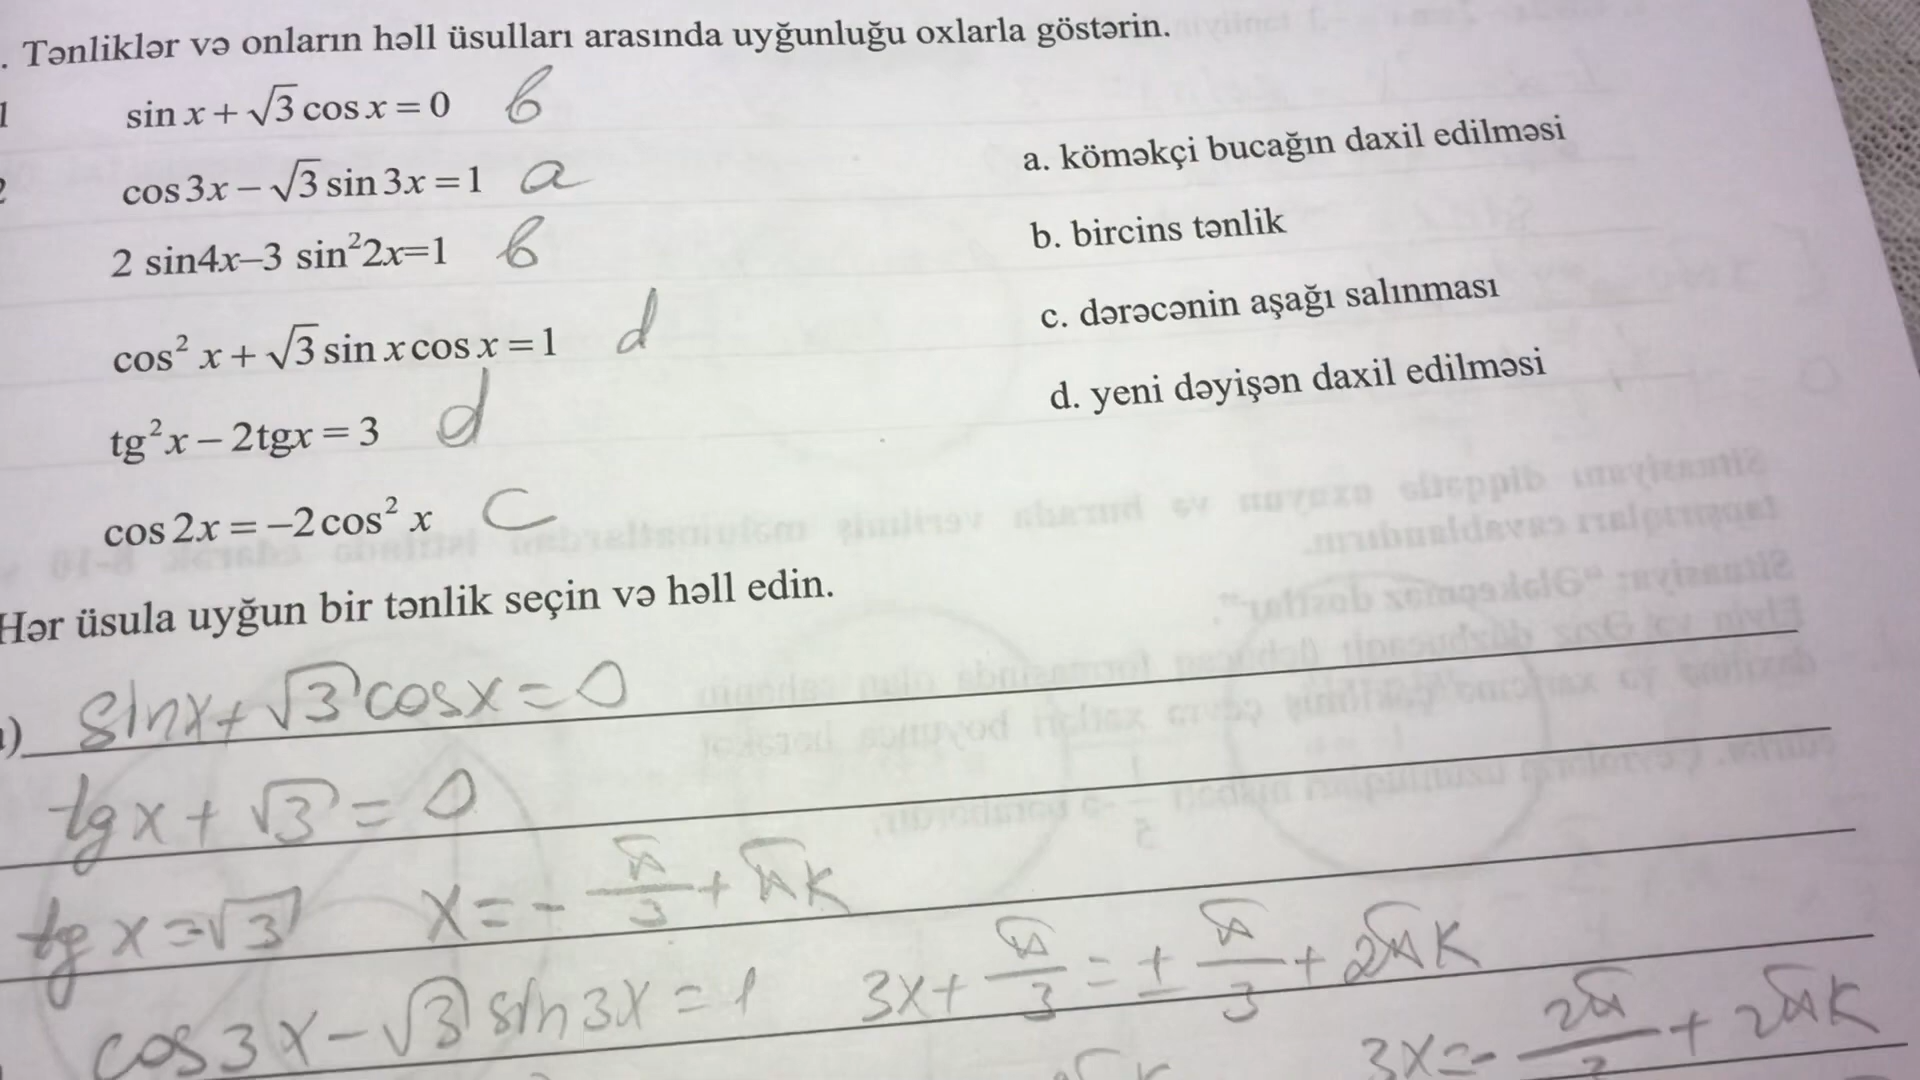 . Tənliklər və onların həll üsulları arasında uyğunluğu oxlarla göstərin.
1 sin x + √3 cos x = 0 b
cos 3x − √3 sin 3x = 1 a
2 sin4x–3 sin²2x=1 b
cos² x + √3 sin x cos x = 1 d
tg²x − 2tgx = 3 d
cos 2x = −2 cos² x c
a. köməkçi bucağın daxil edilməsi
b. bircins tənlik
c. dərəcənin aşağı salınması
d. yeni dəyişən daxil edilməsi
Hər üsula uyğun bir tənlik seçin və həll edin.
sinx + √3 cosx = 0
tg x + √3 = 0
tg x = √3 x = - π/3 + πk
cos 3x - √3 sin 3x = 1 3x + π/3 = ± π/3 + 2πk
3x = - 2π/3 + 2πk